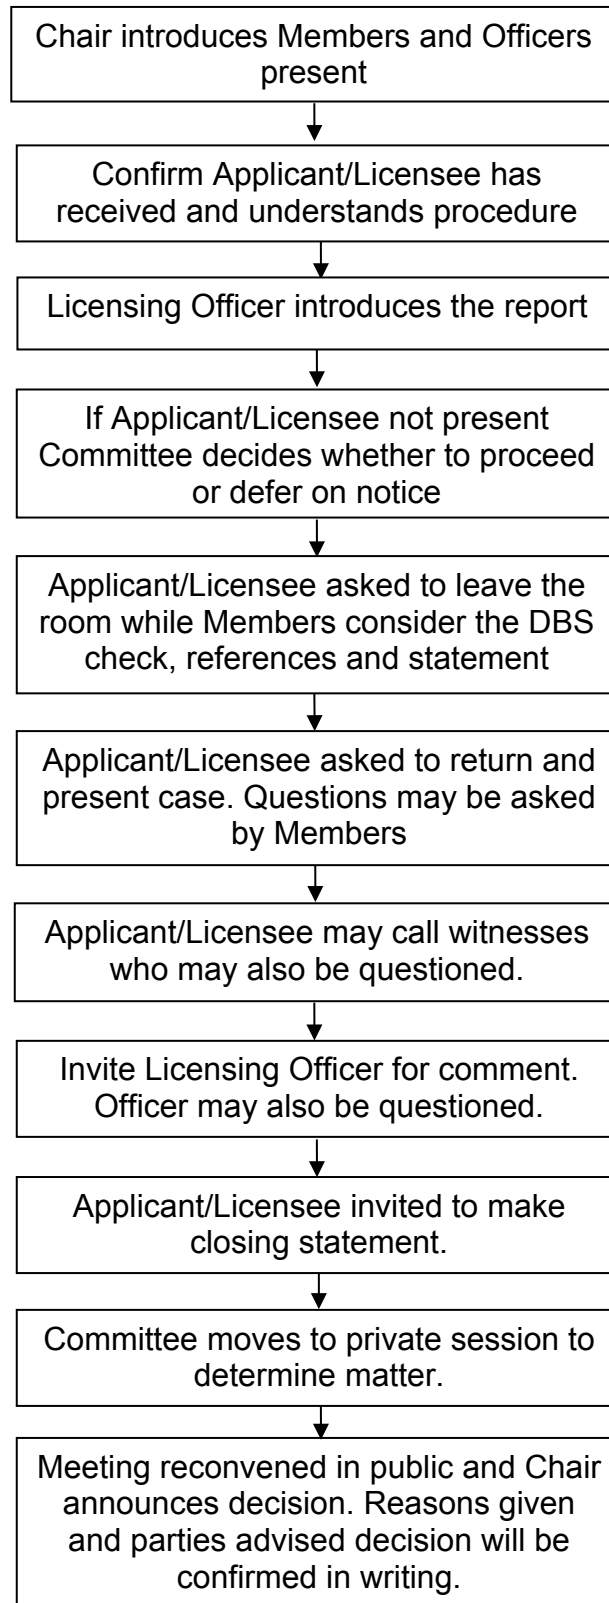 Chair introduces Members and Officers
present
Confirm Applicant/Licensee has
received and understands procedure
Licensing Officer introduces the report
If Applicant/Licensee not present
Committee decides whether to proceed
or defer on notice
Applicant/Licensee asked to leave the
room while Members consider the DBS
check, references and statement
Applicant/Licensee asked to return and
present case. Questions may be asked
by Members
Applicant/Licensee may call witnesses
who may also be questioned.
Invite Licensing Officer for comment.
Officer may also be questioned.
Applicant/Licensee invited to make
closing statement.
Committee moves to private session to
determine matter.
Meeting reconvened in public and Chair
announces decision. Reasons given
and parties advised decision will be
confirmed in writing.